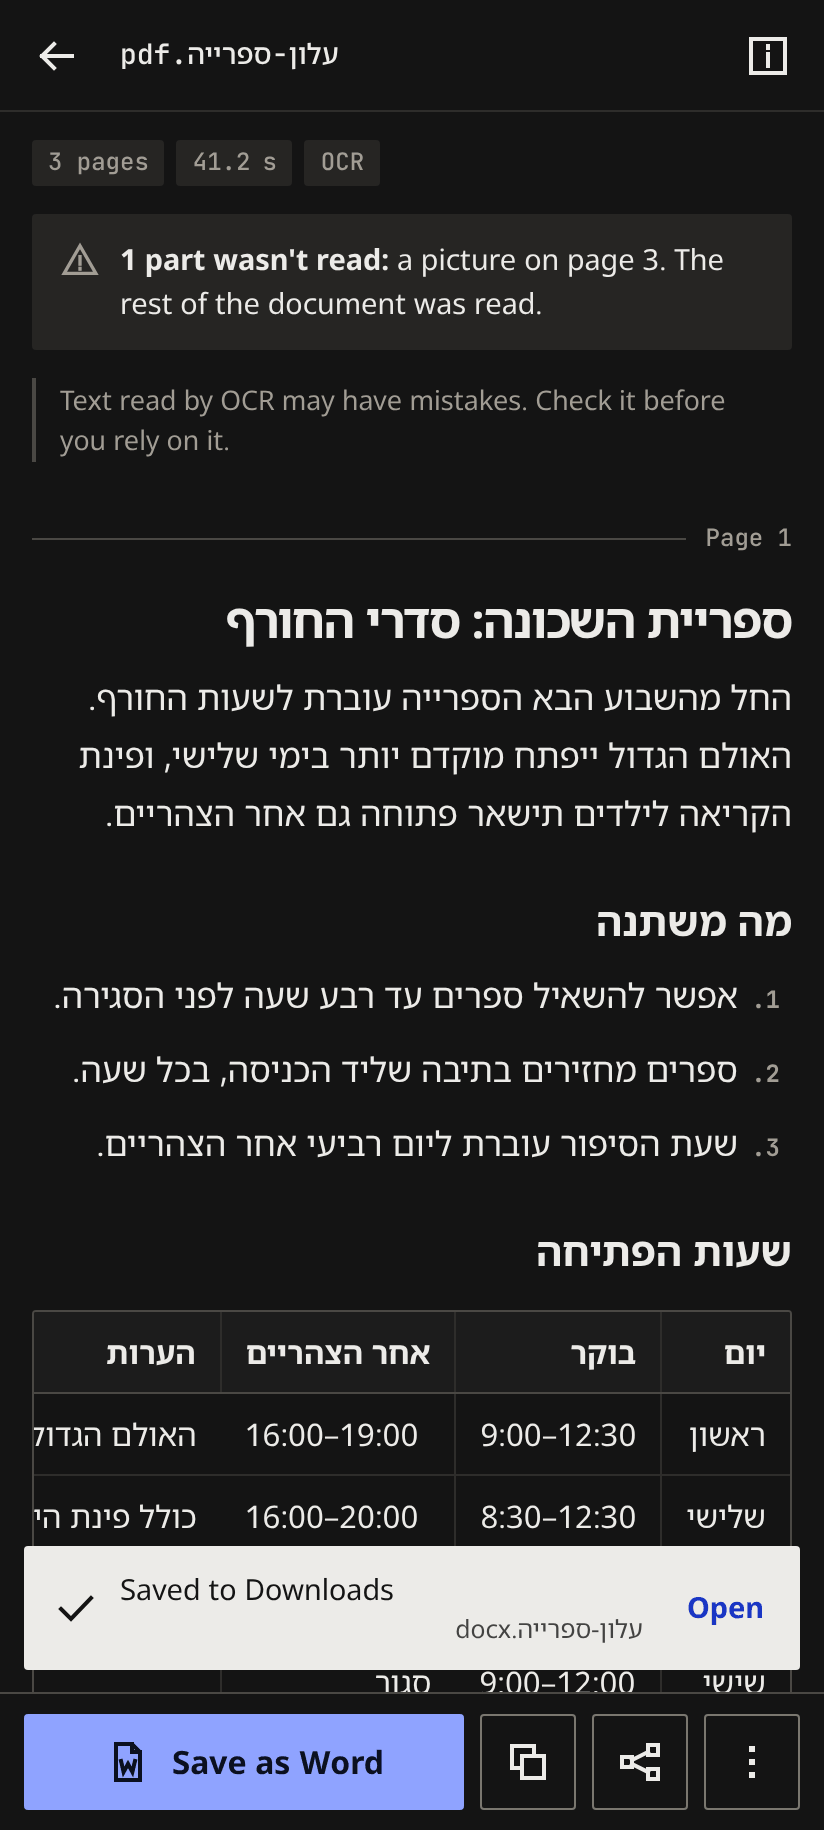 עלון-ספרייה.pdf
3 pages 41.2 s OCR
1 part wasn't read: a picture on page 3. The
rest of the document was read.
Text read by OCR may have mistakes. Check it before
you rely on it.
Page 1
ספריית השכונה: סדרי החורף
החל מהשבוע הבא הספרייה עוברת לשעות החורף.
האולם הגדול ייפתח מוקדם יותר בימי שלישי, ופינת
הקריאה לילדים תישאר פתוחה גם אחר הצהריים.
מה משתנה
1. אפשר להשאיל ספרים עד רבע שעה לפני הסגירה.
2. ספרים מחזירים בתיבה שליד הכניסה, בכל שעה.
3. שעת הסיפור עוברת ליום רביעי אחר הצהריים.
שעות הפתיחה
יום בוקר אחר הצהריים הערות
ראשון 9:00–12:30 16:00–19:00 האולם הגדול
שלישי 8:30–12:30 16:00–20:00 כולל פינת
Saved to Downloads
עלון-ספרייה.docx
Open
שישי 9:00–12:00 סגור
Save as Word